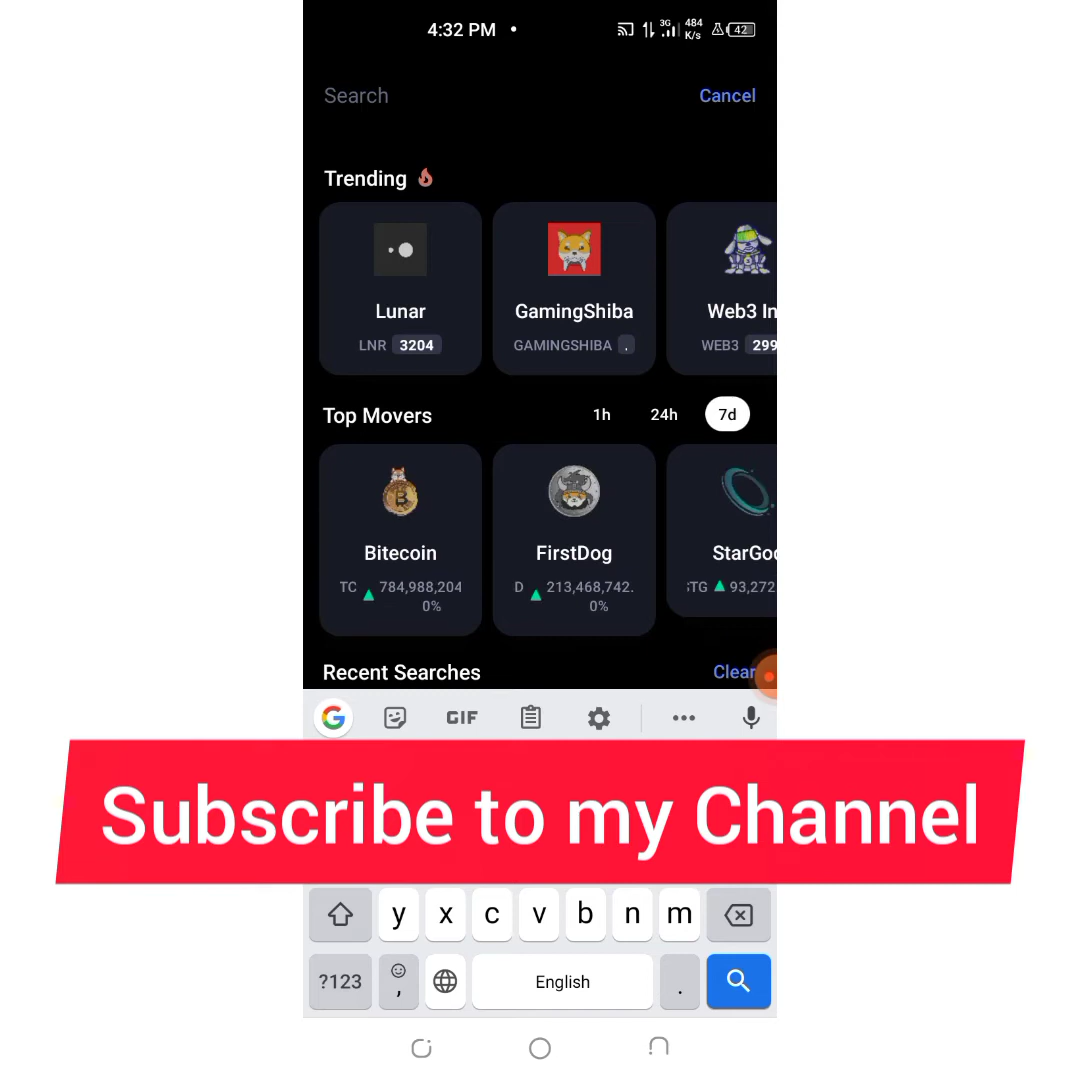 4:32 PM
3G 484 K/s 42
Search Cancel
Trending
Lunar GamingShiba Web3 In
LNR 3204 GAMINGSHIBA . WEB3 299
Top Movers 1h 24h 7d
B
Bitecoin FirstDog StarGo
TC 784,988,204 D 213,468,742. TG 93,272
0% 0%
Recent Searches Clear
G GIF
Subscribe to my Channel
y x c v b n m
?123 , English .